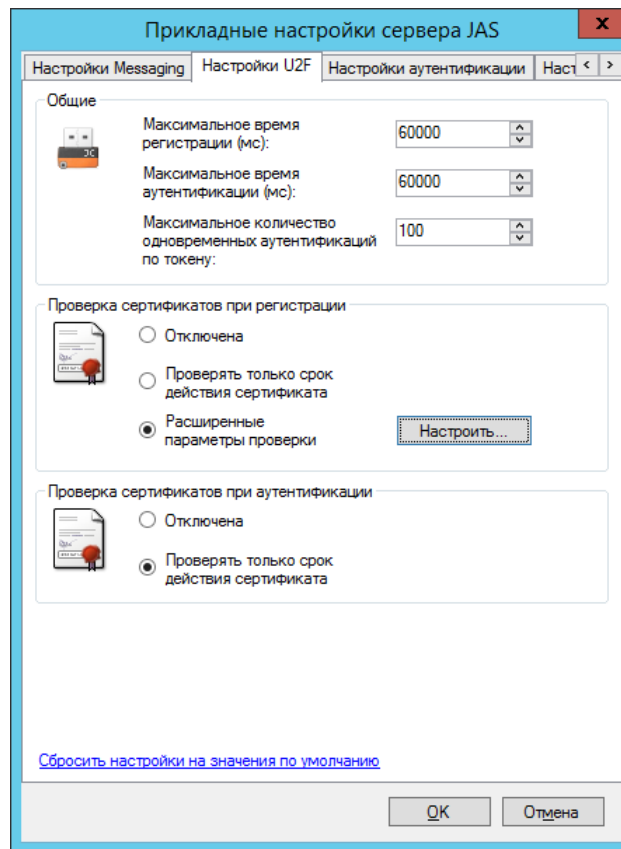 Прикладные настройки сервера JAS
x
Настройки Messaging Настройки U2F Настройки аутентификации Наст < >
Общие
JC
Максимальное время
регистрации (мс):
60000
Максимальное время
аутентификации (мс):
60000
Максимальное количество
одновременных аутентификаций
по токену:
100
Проверка сертификатов при регистрации
Отключена
Проверять только срок
действия сертификата
Расширенные
параметры проверки
Настроить...
Проверка сертификатов при аутентификации
Отключена
Проверять только срок
действия сертификата
Сбросить настройки на значения по умолчанию
OK Отмена